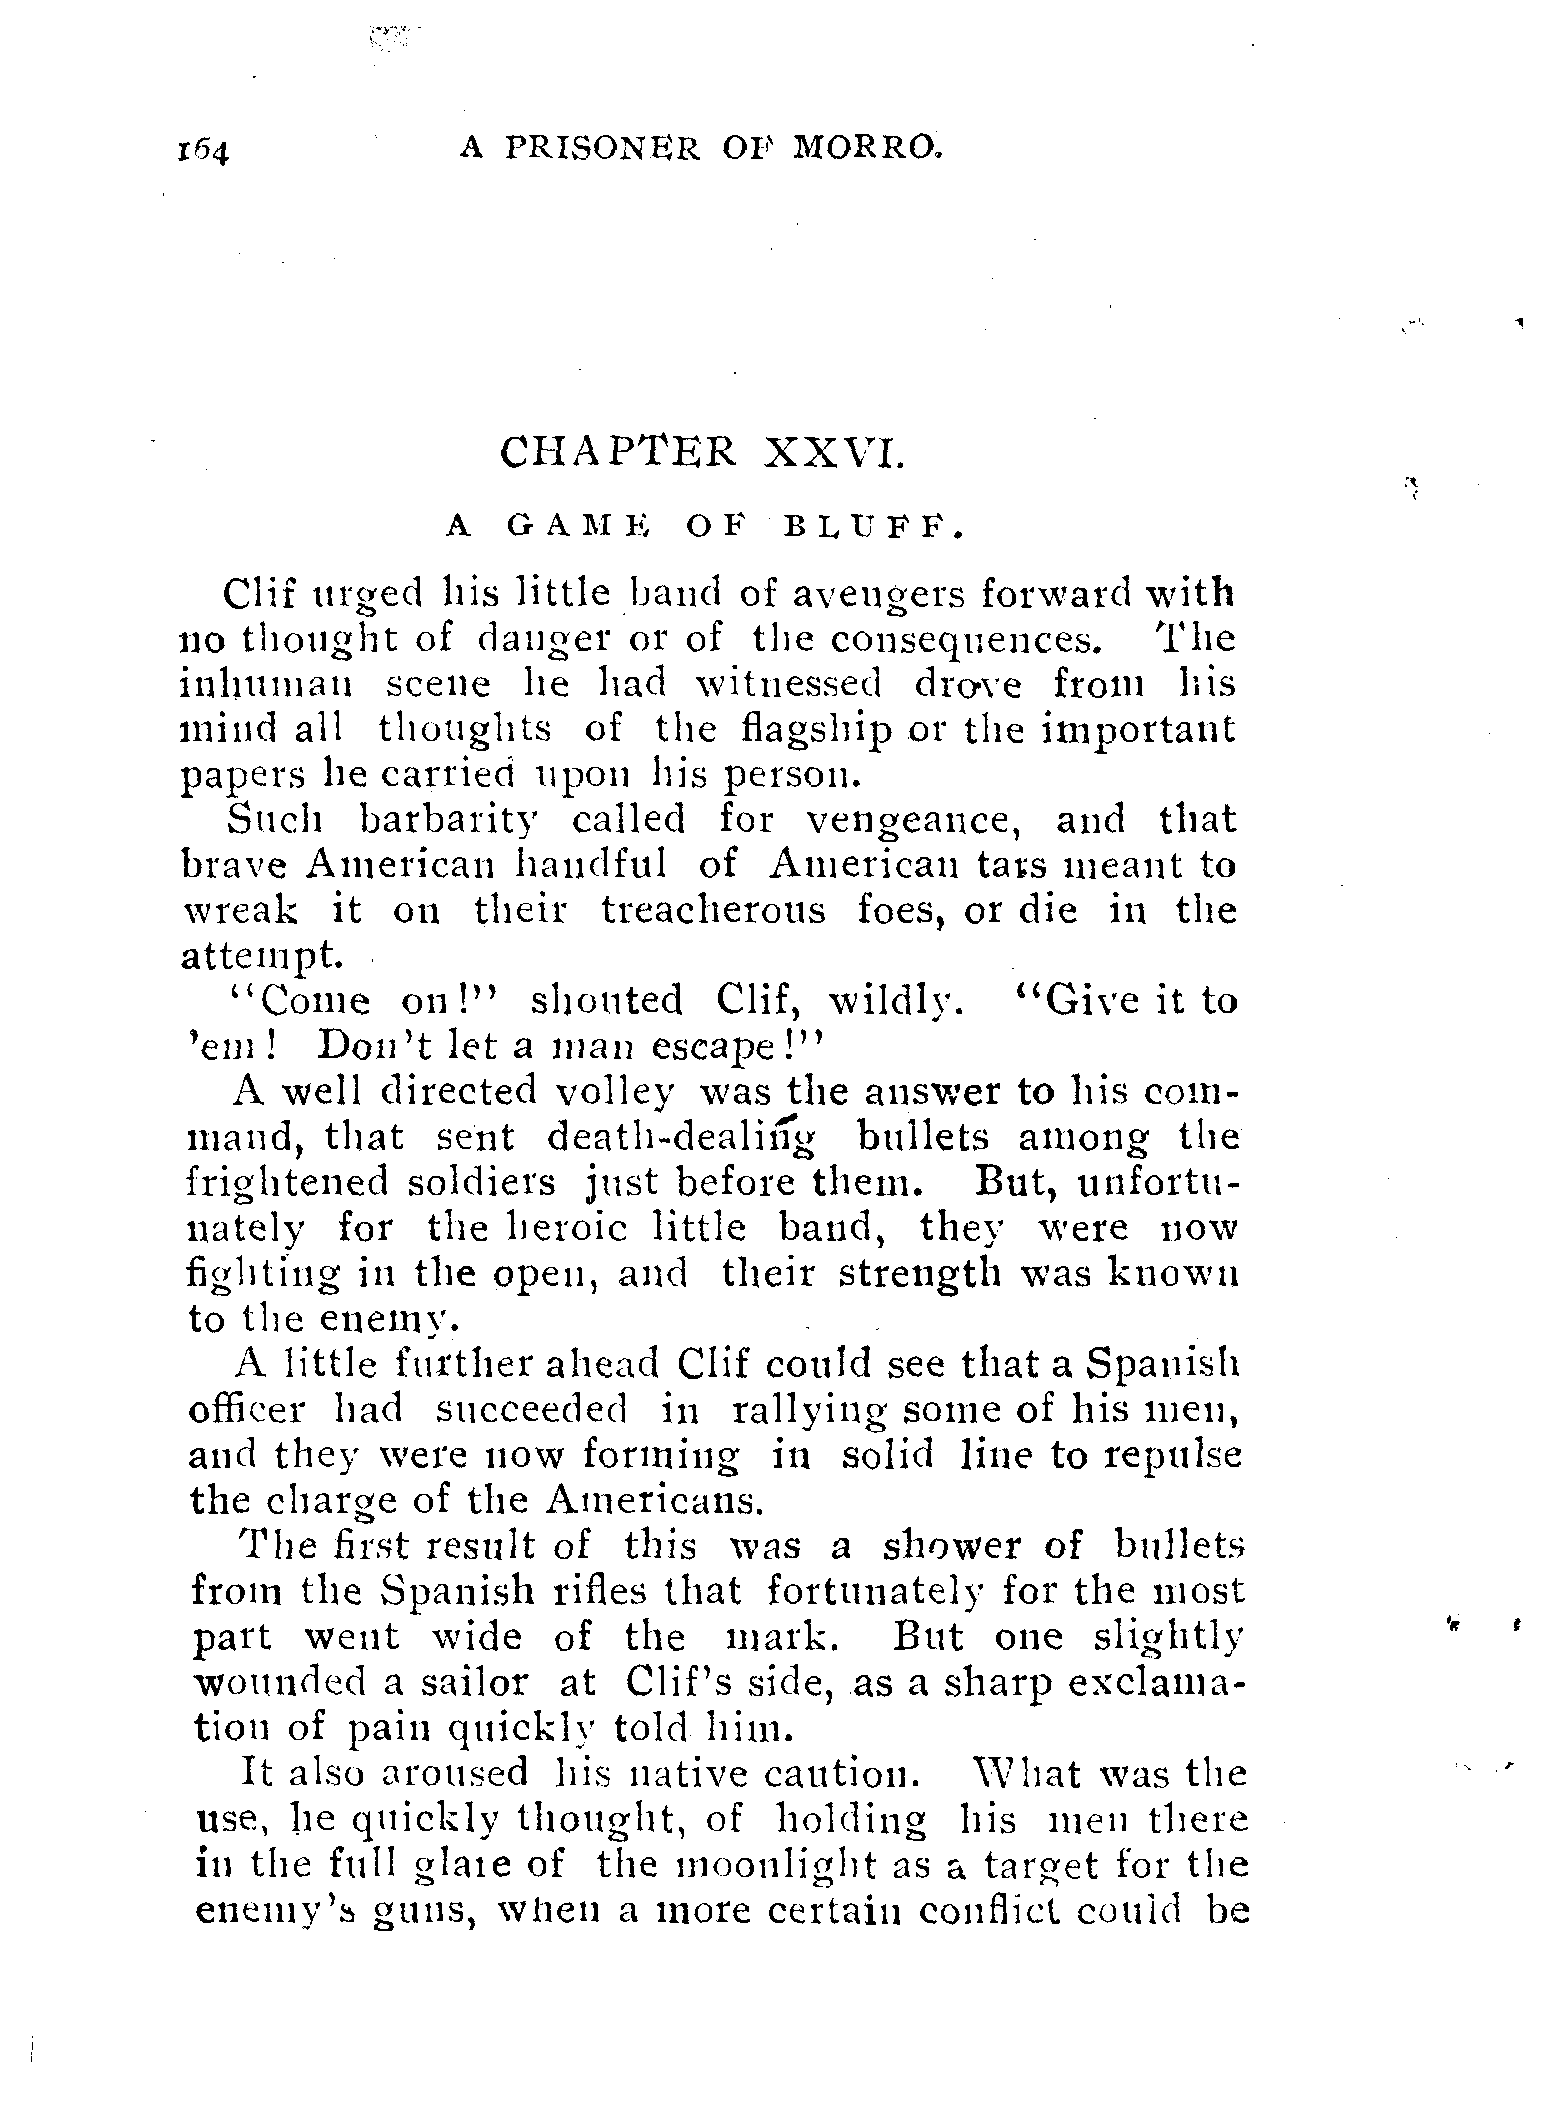 164 A PRISONER OF MORRO.
CHAPTER XXVI.
A GAME OF BLUFF.
Clif urged his little band of avengers forward with
no thought of danger or of the consequences. The
inhuman scene he had witnessed drove from his
mind all thoughts of the flagship or the important
papers he carried upon his person.
Such barbarity called for vengeance, and that
brave American handful of American tars meant to
wreak it on their treacherous foes, or die in the
attempt.
"Come on!" shouted Clif, wildly. "Give it to
'em! Don't let a man escape!"
A well directed volley was the answer to his com-
mand, that sent death-dealing bullets among the
frightened soldiers just before them. But, unfortu-
nately for the heroic little band, they were now
fighting in the open, and their strength was known
to the enemy.
A little further ahead Clif could see that a Spanish
officer had succeeded in rallying some of his men,
and they were now forming in solid line to repulse
the charge of the Americans.
The first result of this was a shower of bullets
from the Spanish rifles that fortunately for the most
part went wide of the mark. But one slightly
wounded a sailor at Clif's side, as a sharp exclama-
tion of pain quickly told him.
It also aroused his native caution. What was the
use, he quickly thought, of holding his men there
in the full glare of the moonlight as a target for the
enemy's guns, when a more certain conflict could be